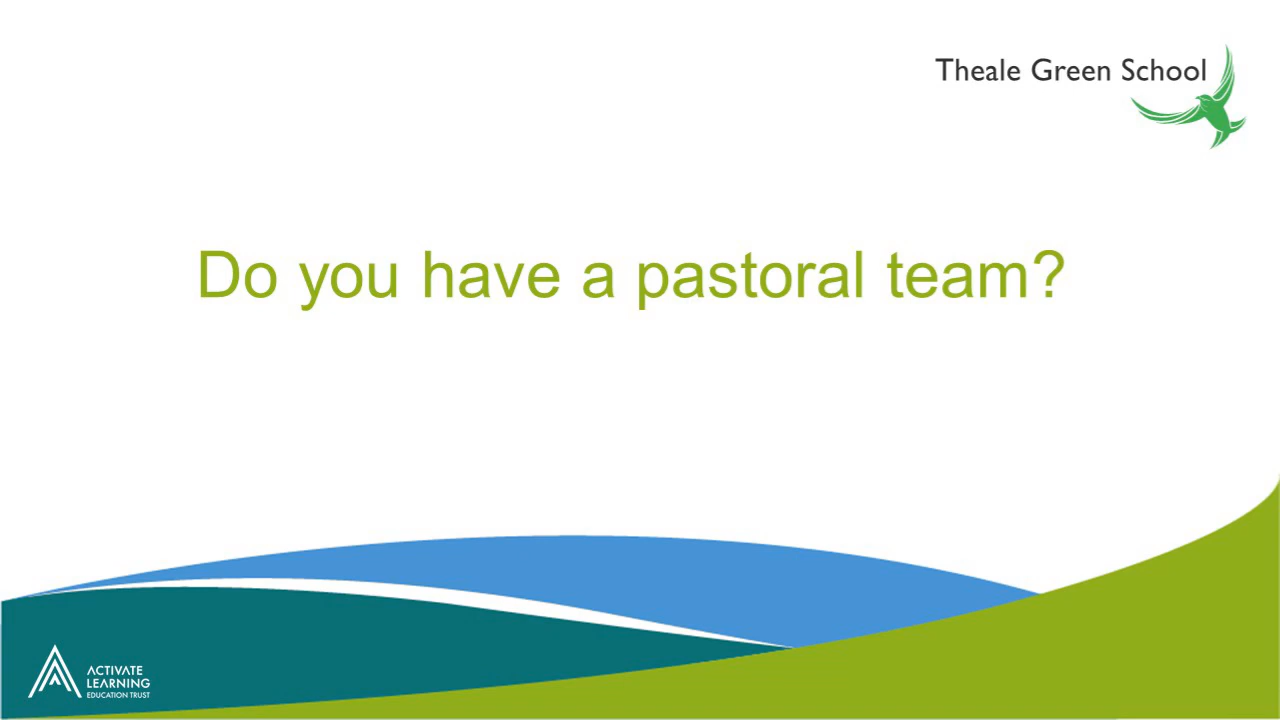 Theale Green School
Do you have a pastoral team?
ACTIVATE
LEARNING
EDUCATION TRUST